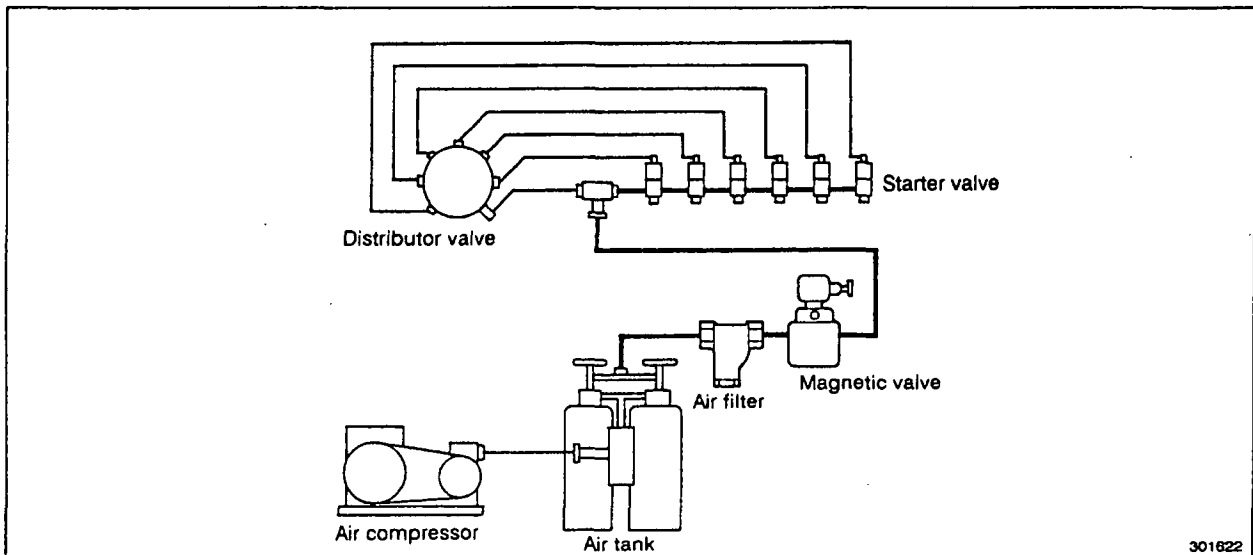 Starter valve
Distributor valve
Magnetic valve
Air filter
Air compressor
Air tank
301622